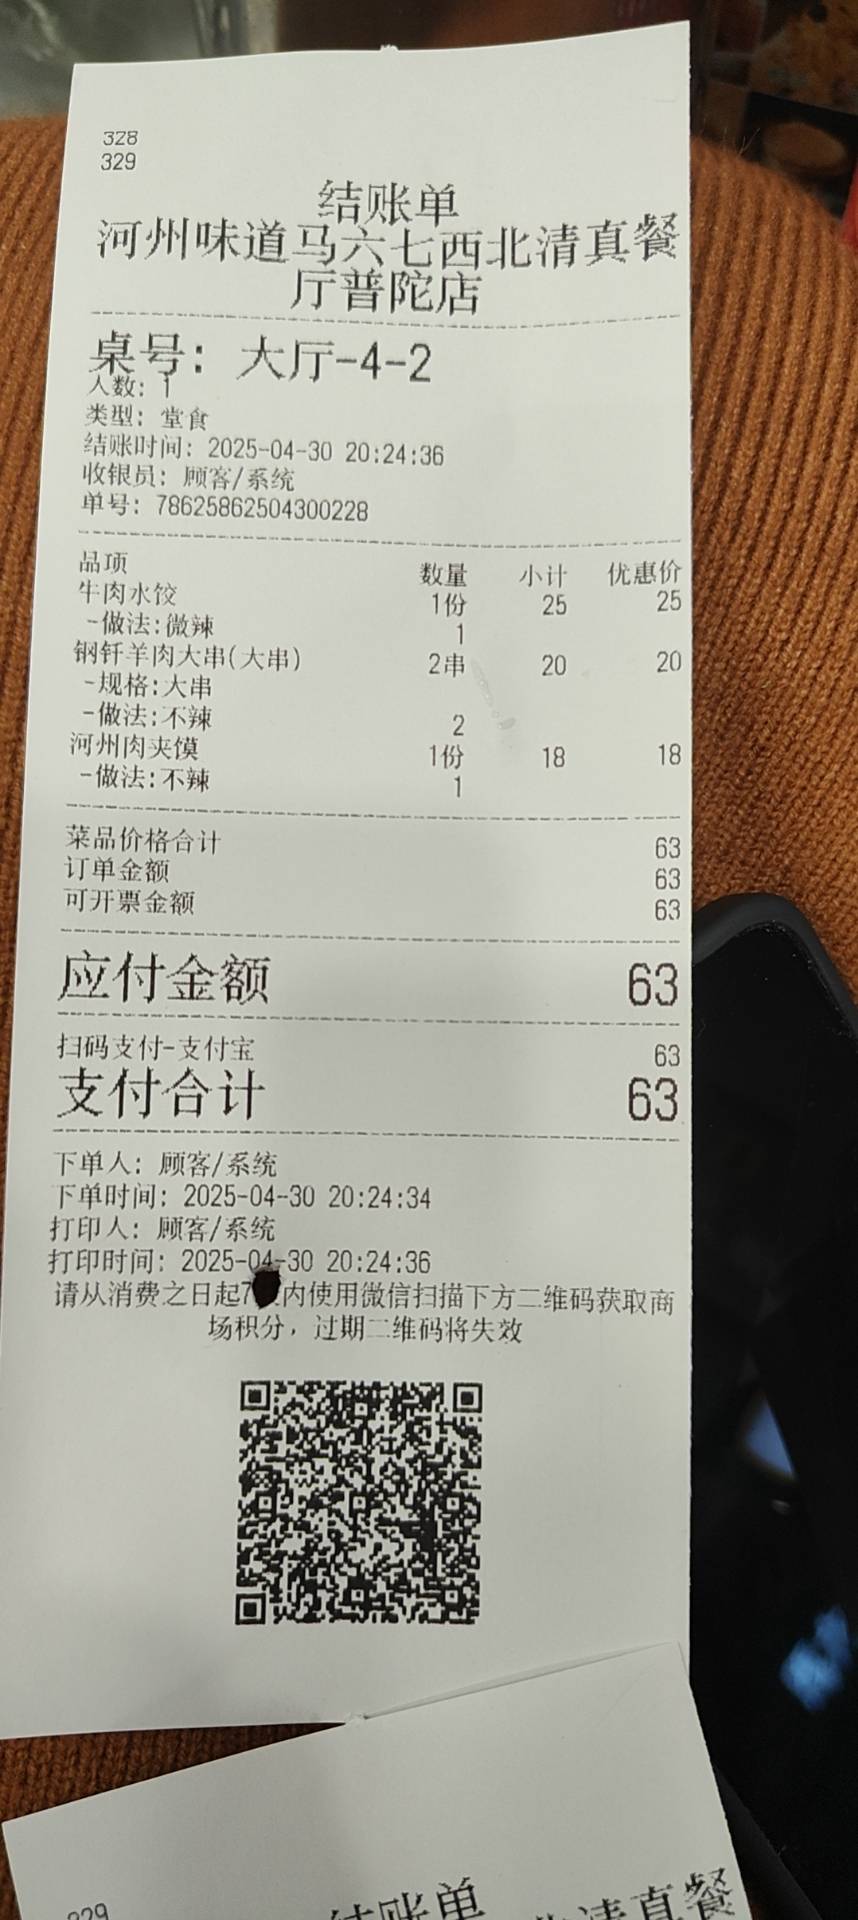 328
329
结账单
河州味道马六七西北清真餐
厅普陀店
桌号：大厅-4-2
人数：1
类型：堂食
结账时间：2025-04-30 20:24:36
收银员：顾客/系统
单号：78625862504300228
品项 数量 小计 优惠价
牛肉水饺 1份 25 25
-做法:微辣 1
钢钎羊肉大串(大串) 2串 20 20
-规格:大串
-做法:不辣 2
河州肉夹馍 1份 18 18
-做法:不辣 1
菜品价格合计 63
订单金额 63
可开票金额 63
应付金额 63
扫码支付-支付宝 63
支付合计 63
下单人：顾客/系统
下单时间：2025-04-30 20:24:34
打印人：顾客/系统
打印时间：2025-04-30 20:24:36
请从消费之日起7 内使用微信扫描下方二维码获取商
场积分，过期二维码将失效
329
结账单
清真餐